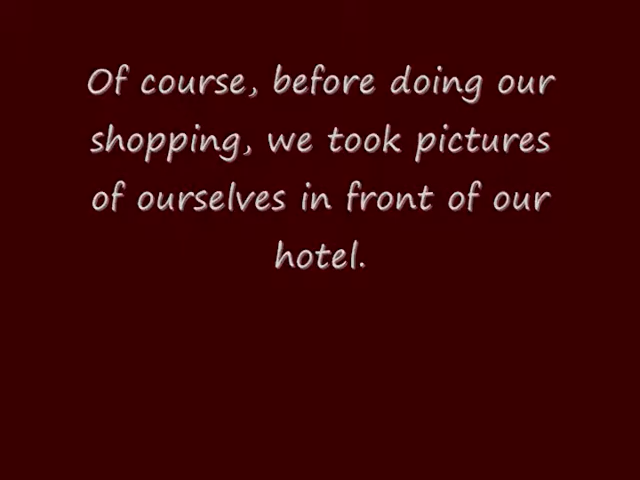 Of course, before doing our
shopping, we took pictures
of ourselves in front of our
hotel.